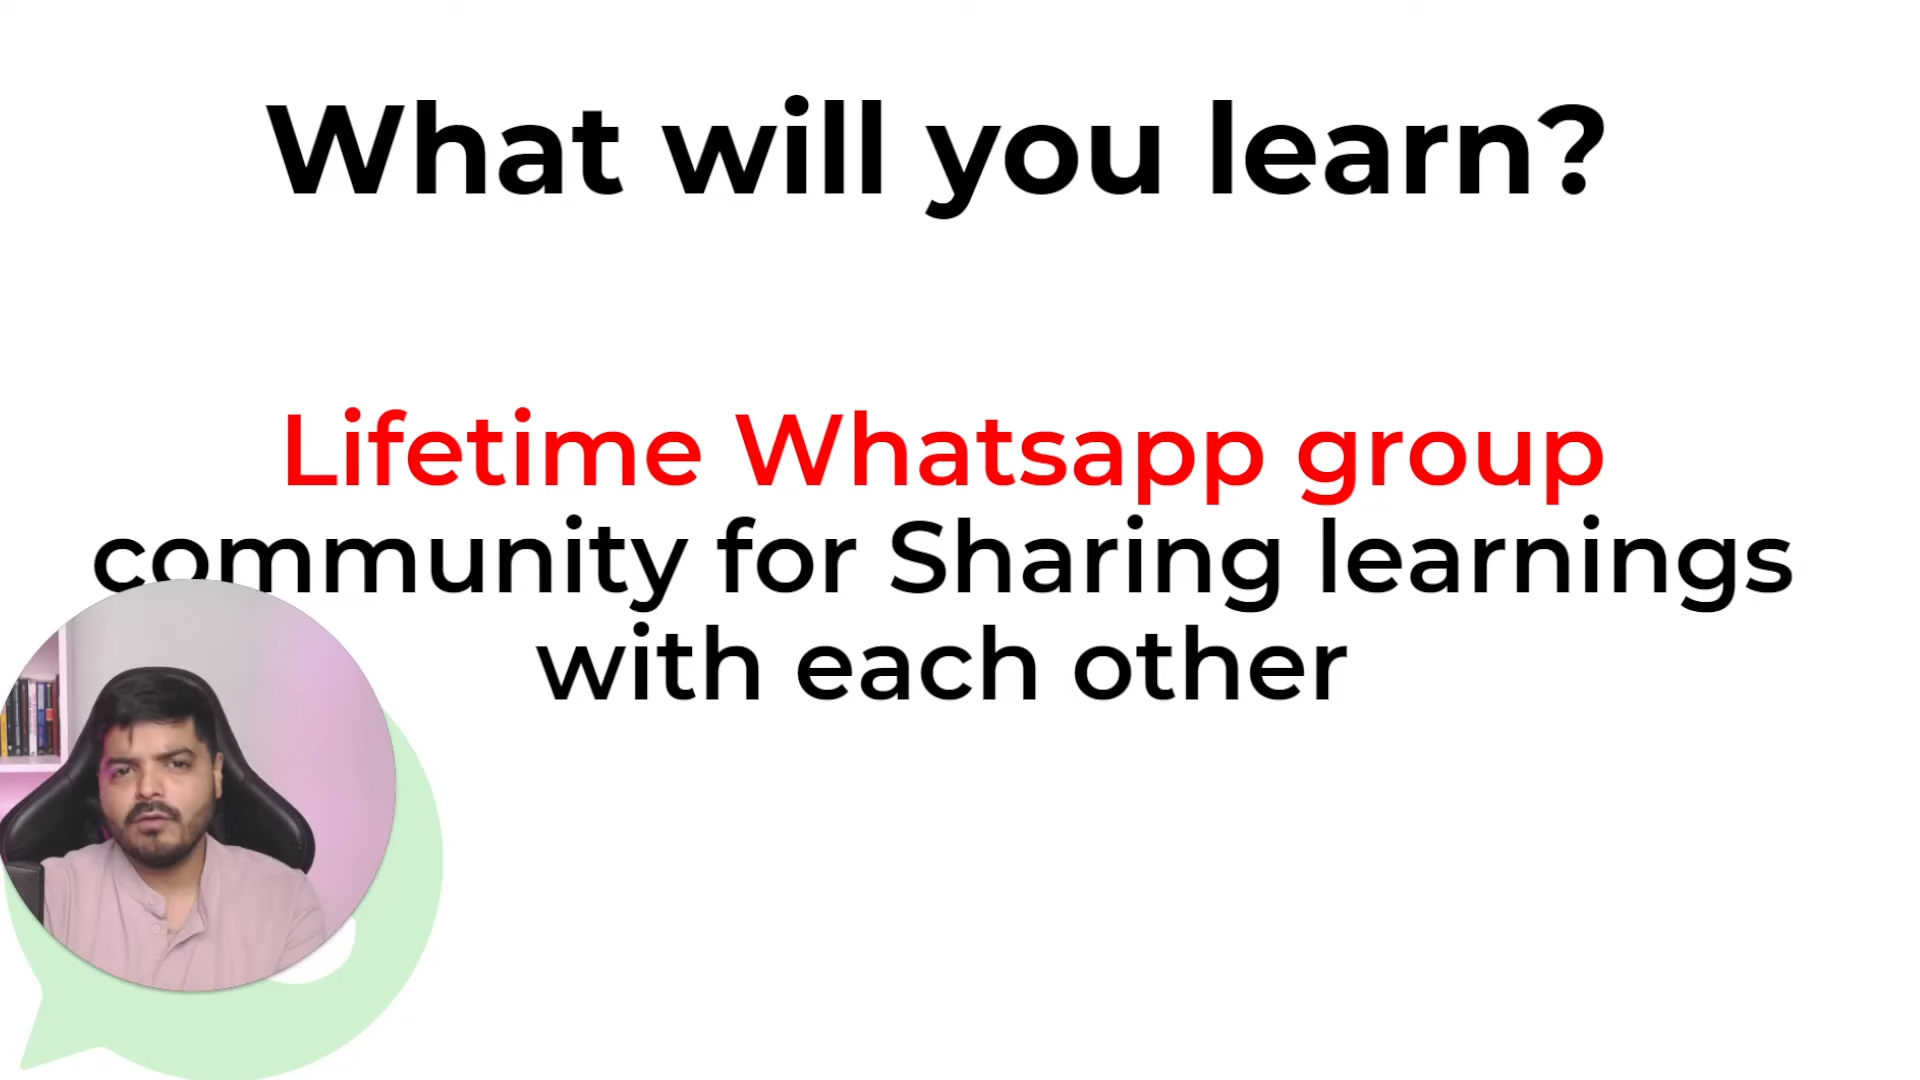 What will you learn?
Lifetime Whatsapp group
community for Sharing learnings
with each other